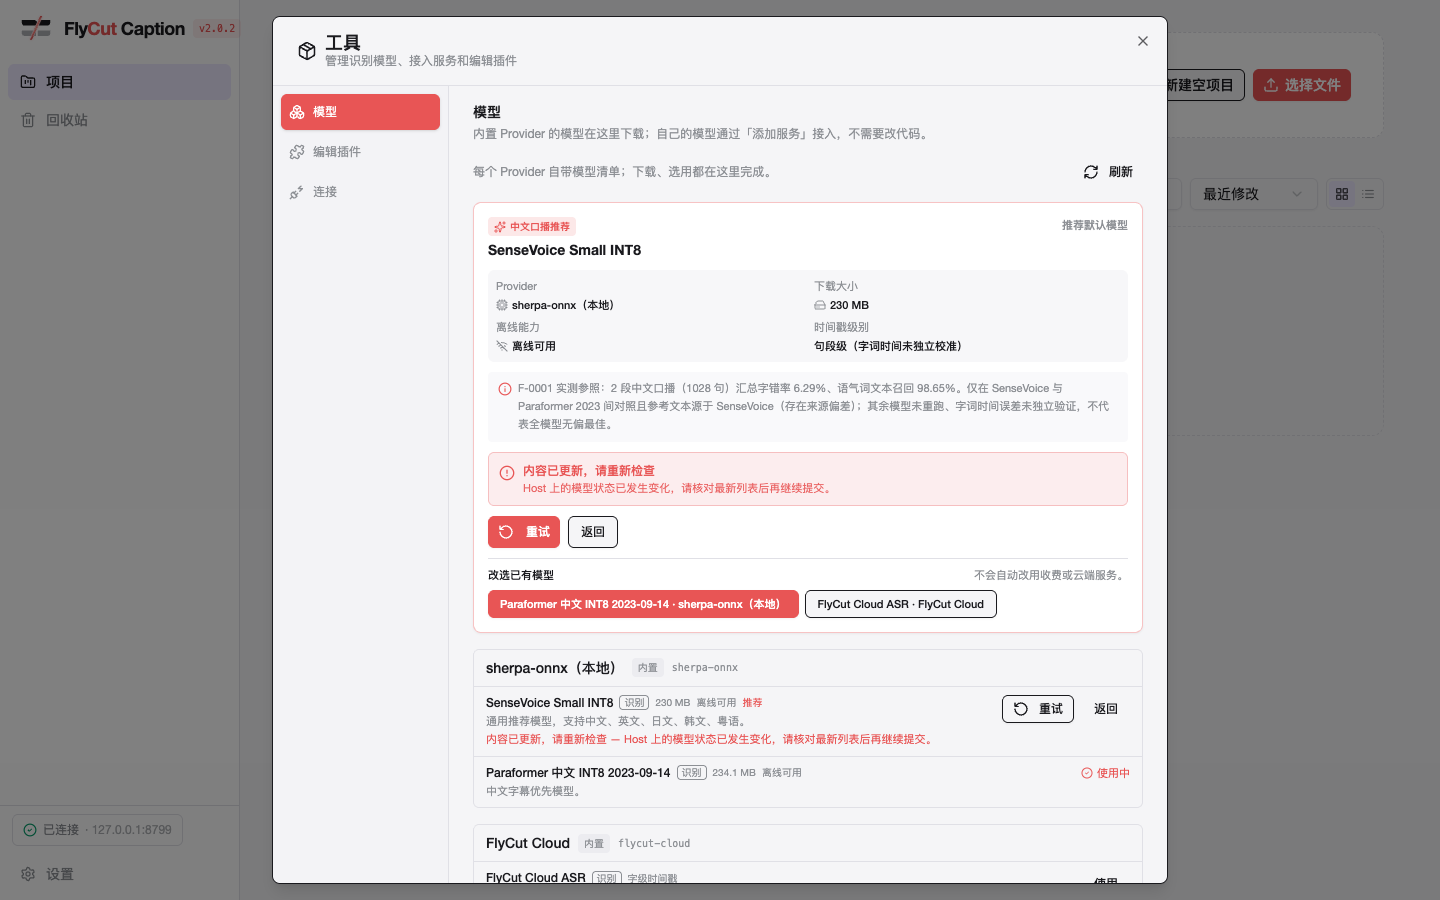 FlyCut Caption v2.0.2
项目
回收站
已连接 · 127.0.0.1:8799
设置
新建空项目
选择文件
最近修改
工具
管理识别模型、接入服务和编辑插件
模型
编辑插件
连接
模型
内置 Provider 的模型在这里下载；自己的模型通过「添加服务」接入，不需要改代码。
每个 Provider 自带模型清单；下载、选用都在这里完成。
刷新
中文口播推荐
推荐默认模型
SenseVoice Small INT8
Provider
下载大小
sherpa-onnx（本地）
230 MB
离线能力
时间戳级别
离线可用
句段级（字词时间未独立校准）
F-0001 实测参照：2 段中文口播（1028 句）汇总字错率 6.29%、语气词文本召回 98.65%。仅在 SenseVoice 与
Paraformer 2023 间对照且参考文本源于 SenseVoice（存在来源偏差）；其余模型未重跑、字词时间误差未独立验证，不代
表全模型无偏最佳。
内容已更新，请重新检查
Host 上的模型状态已发生变化，请核对最新列表后再继续提交。
重试
返回
改选已有模型
不会自动改用收费或云端服务。
Paraformer 中文 INT8 2023-09-14 · sherpa-onnx（本地）
FlyCut Cloud ASR · FlyCut Cloud
sherpa-onnx（本地） 内置 sherpa-onnx
SenseVoice Small INT8 识别 230 MB 离线可用 推荐
通用推荐模型，支持中文、英文、日文、韩文、粤语。
内容已更新，请重新检查 — Host 上的模型状态已发生变化，请核对最新列表后再继续提交。
重试
返回
Paraformer 中文 INT8 2023-09-14 识别 234.1 MB 离线可用
中文字幕优先模型。
使用中
FlyCut Cloud 内置 flycut-cloud
FlyCut Cloud ASR 识别 字级时间戳
使用